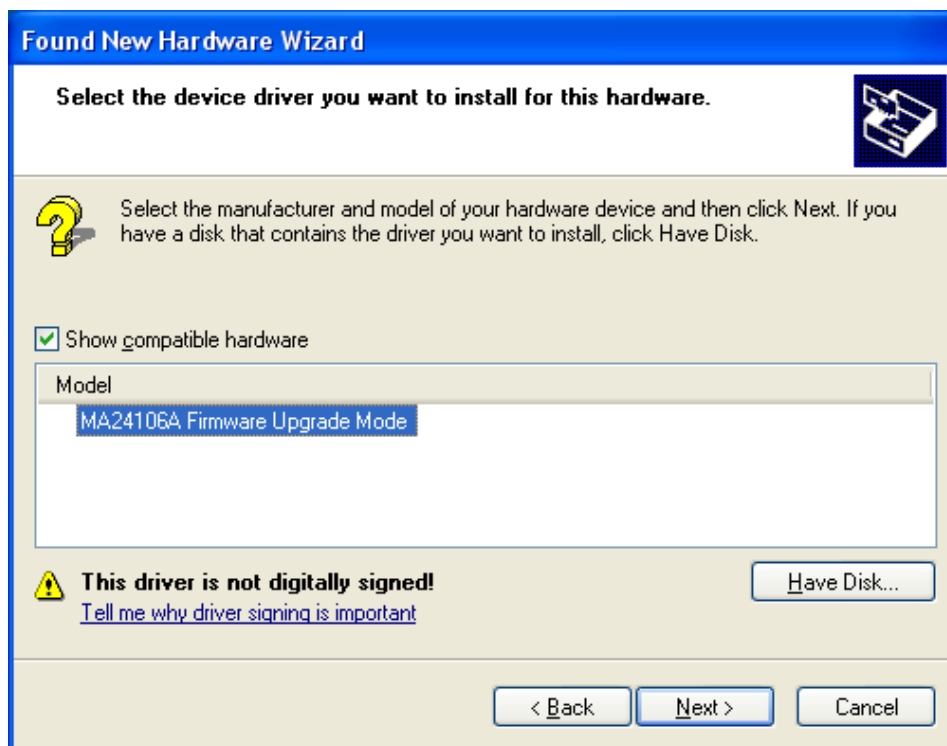 Found New Hardware Wizard
Select the device driver you want to install for this hardware.
Select the manufacturer and model of your hardware device and then click Next. If you
have a disk that contains the driver you want to install, click Have Disk.
Show compatible hardware
Model
MA24106A Firmware Upgrade Mode
This driver is not digitally signed!
Have Disk...
Tell me why driver signing is important
< Back
Next >
Cancel